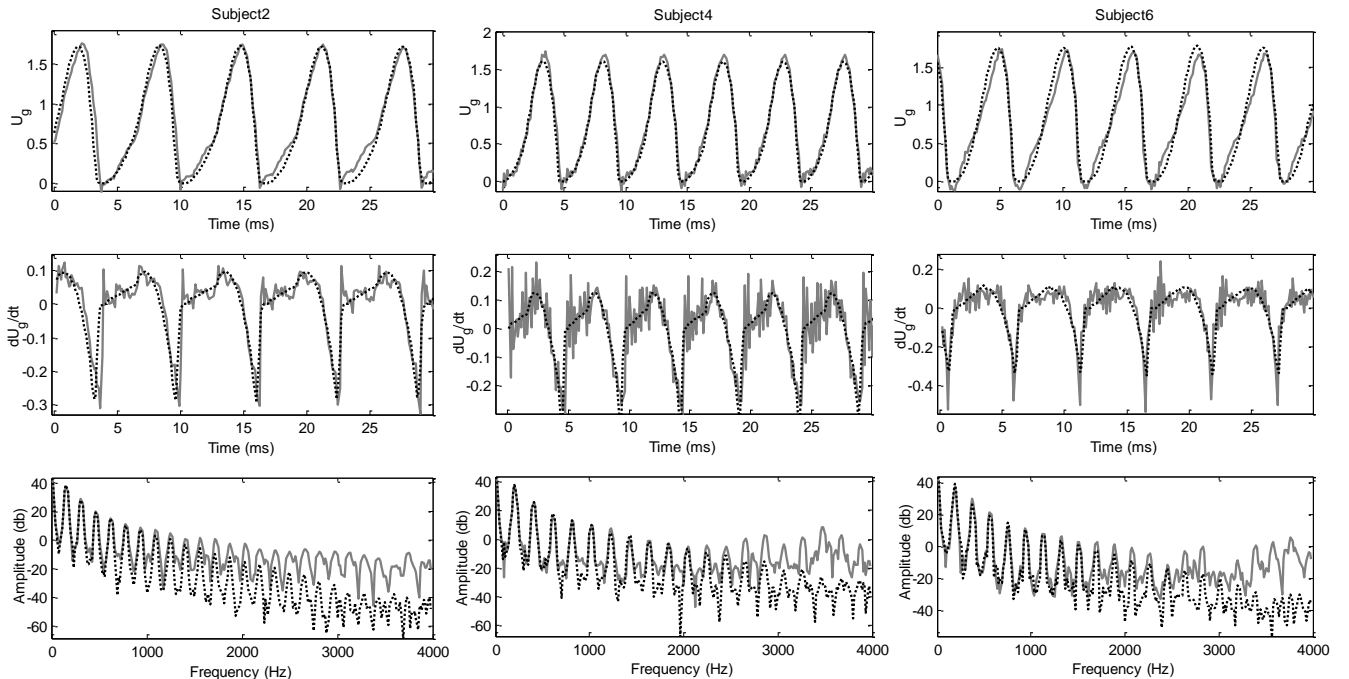 Subject2
U_g
1.5
1
0.5
0
0 5 10 15 20 25
Time (ms)
Subject4
U_g
2
1.5
1
0.5
0
0 5 10 15 20 25
Time (ms)
Subject6
U_g
1.5
1
0.5
0
0 5 10 15 20 25
Time (ms)
dU_g/dt
0.1
0
-0.1
-0.2
-0.3
0 5 10 15 20 25
Time (ms)
dU_g/dt
0.2
0.1
0
-0.1
-0.2
0 5 10 15 20 25
Time (ms)
dU_g/dt
0.2
0
-0.2
-0.4
0 5 10 15 20 25
Time (ms)
Amplitude (db)
40
20
0
-20
-40
-60
0 1000 2000 3000 4000
Frequency (Hz)
Amplitude (db)
40
20
0
-20
-40
-60
0 1000 2000 3000 4000
Frequency (Hz)
Amplitude (db)
40
20
0
-20
-40
0 1000 2000 3000 4000
Frequency (Hz)